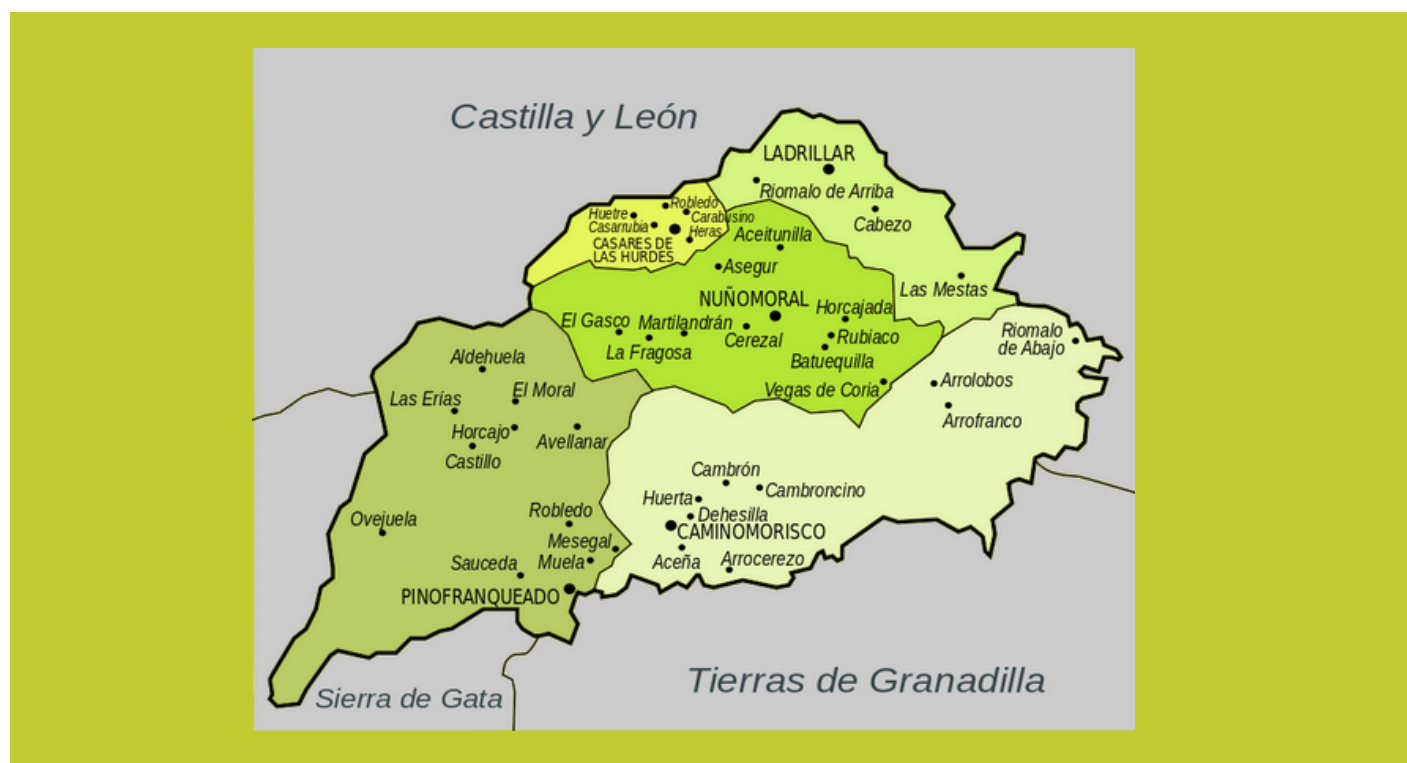 Castilla y León
LADRILLAR
Riomalo de Arriba
Cabezo
Las Mestas
Robledo
Huetre
Carabusino
Casarrubia
Heras
CASARES DE
LAS HURDES
Aceitunilla
Asegur
NUÑOMORAL
Horcajada
El Gasco
Martilandrán
Cerezal
Rubiaco
La Fragosa
Batuequilla
Vegas de Coria
Riomalo
de Abajo
Arrolobos
Arrofranco
Aldehuela
El Moral
Las Erías
Horcajo
Avellanar
Castillo
Ovejuela
Robledo
Mesegal
Sauceda
Muela
PINOFRANQUEADO
Cambrón
Cambroncino
Huerta
Dehesilla
CAMINOMORISCO
Aceña
Arrocerezo
Sierra de Gata
Tierras de Granadilla